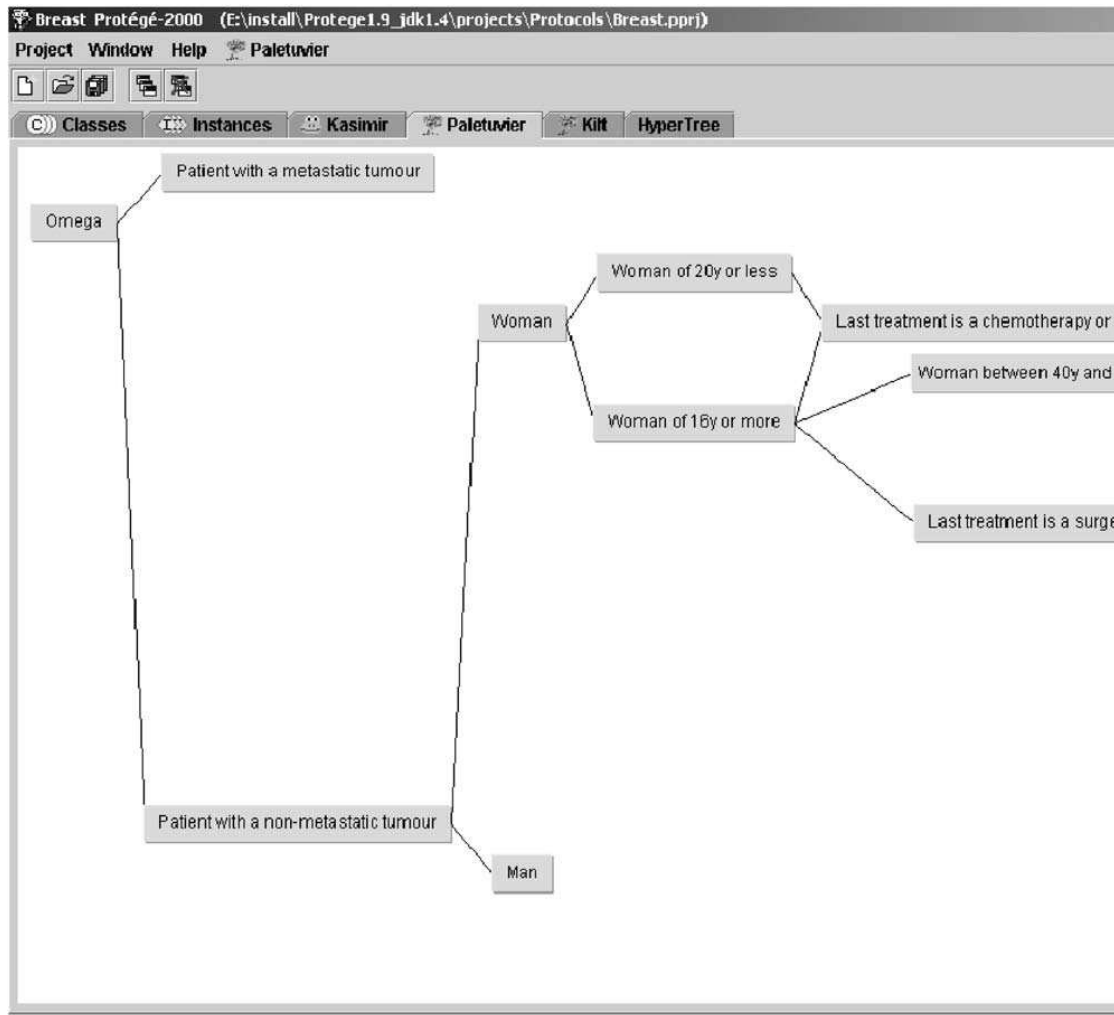 Breast Protégé-2000 (E:\install\Protege1.9_jdk1.4\projects\Protocols\Breast.pprj)
Project Window Help Paletuvier
C Classes I Instances Kasimir Paletuvier Kilt HyperTree
Patient with a metastatic tumour
Omega
Woman of 20y or less
Woman
Last treatment is a chemotherapy or
Woman between 40y and
Woman of 16y or more
Last treatment is a surge
Patient with a non-metastatic tumour
Man